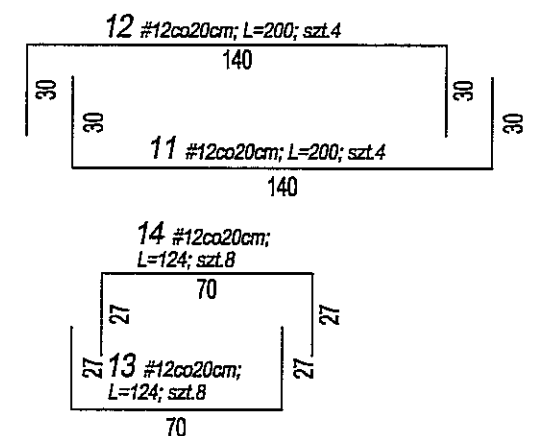 12 #12co20cm; L=200; szt.4
140
30
30
30
30
11 #12co20cm; L=200; szt.4
140
14 #12co20cm;
L=124; szt.8
70
27
27
27
13 #12co20cm;
27
L=124; szt.8
70